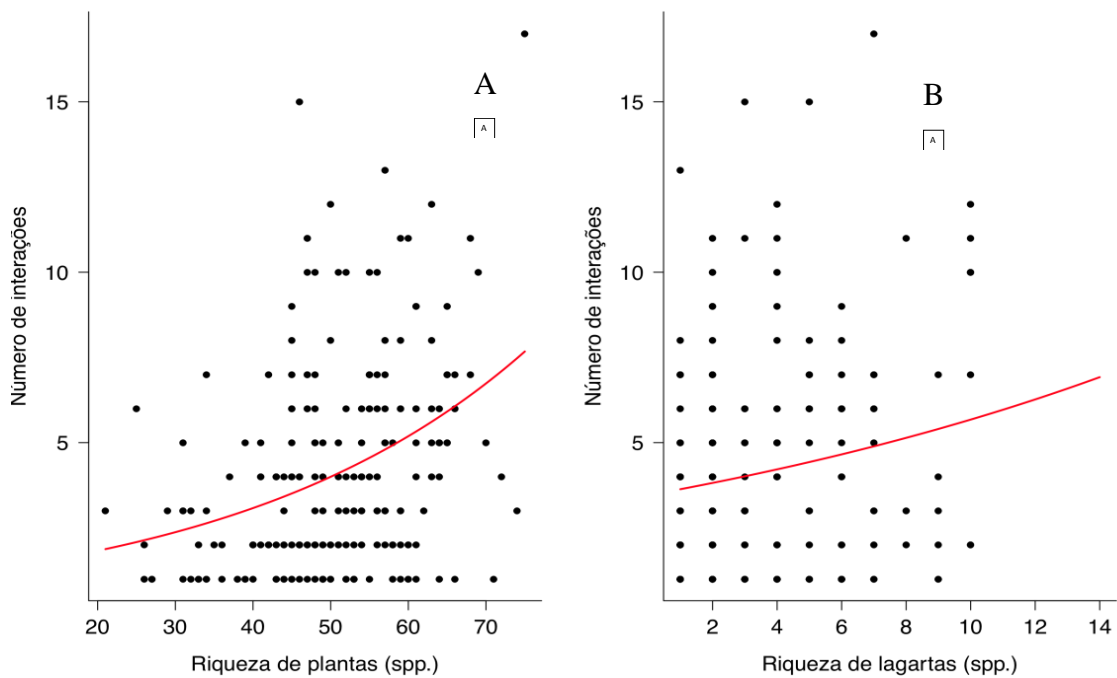 A
A
Número de interações
15
10
5
20 30 40 50 60 70
Riqueza de plantas (spp.)
B
A
Número de interações
15
10
5
2 4 6 8 10 12 14
Riqueza de lagartas (spp.)